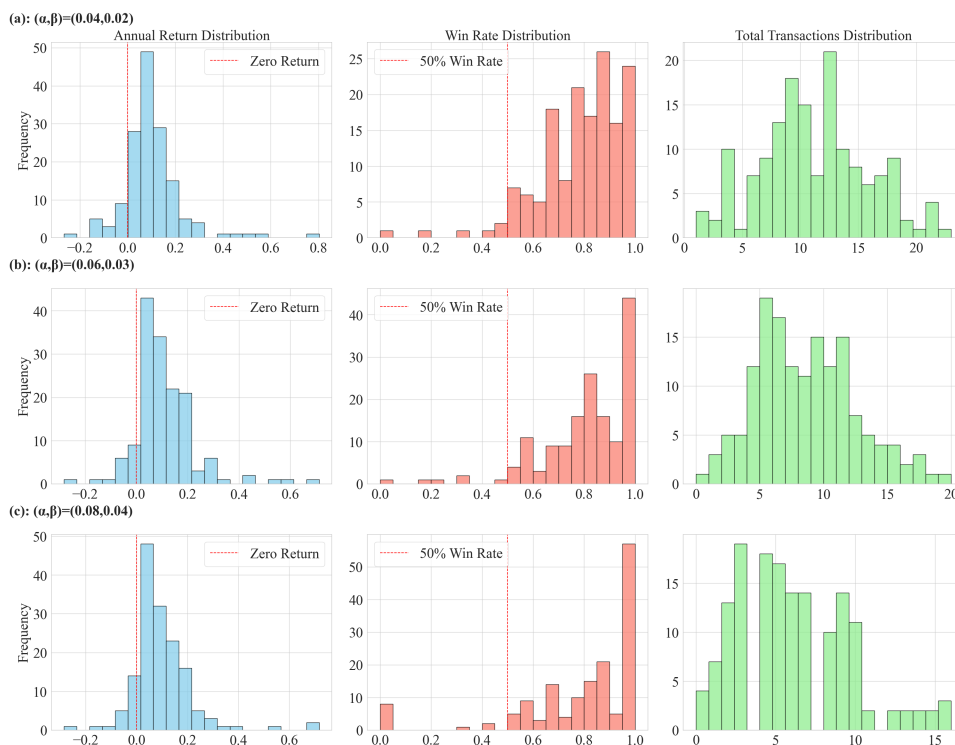 (a): (α,β)=(0.04,0.02)
Annual Return Distribution
Win Rate Distribution
Total Transactions Distribution
Frequency
50
40
30
20
10
0
Zero Return
−0.2 0.0 0.2 0.4 0.6 0.8
25
20
15
10
5
0
50% Win Rate
0.0 0.2 0.4 0.6 0.8 1.0
20
15
10
5
0
0 5 10 15 20
(b): (α,β)=(0.06,0.03)
Frequency
40
30
20
10
0
Zero Return
−0.2 0.0 0.2 0.4 0.6
40
30
20
10
0
50% Win Rate
0.0 0.2 0.4 0.6 0.8 1.0
15
10
5
0
0 5 10 15 20
(c): (α,β)=(0.08,0.04)
Frequency
50
40
30
20
10
0
Zero Return
−0.2 0.0 0.2 0.4 0.6
50
40
30
20
10
0
50% Win Rate
0.0 0.2 0.4 0.6 0.8 1.0
15
10
5
0
0 5 10 15